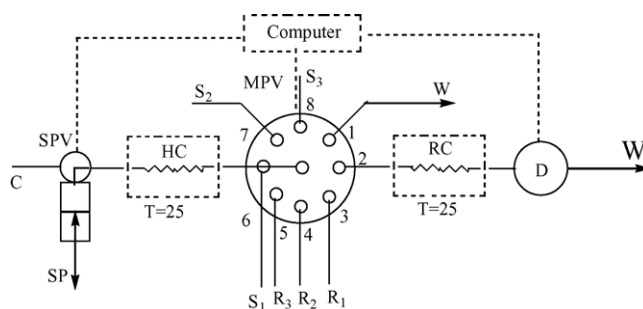 Computer
MPV
S3
8
W
S2
7
1
SPV
HC
RC
C
2
D
W
T=25
T=25
6
5
4
3
SP
S1
R3
R2
R1